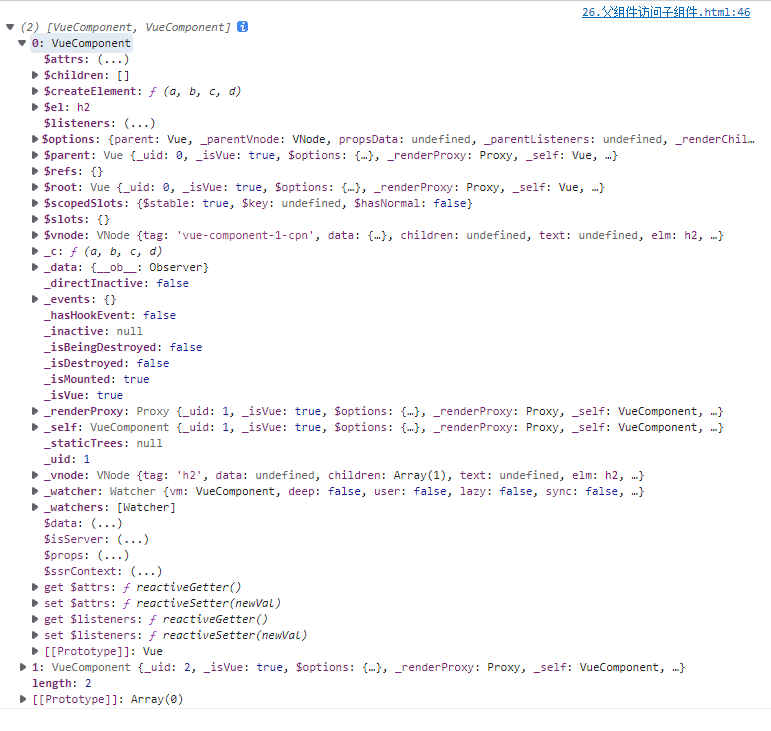 26.父组件访问子组件.html:46
(2) [VueComponent, VueComponent] i
0: VueComponent
$attrs: (...)
$children: []
$createElement: ƒ (a, b, c, d)
$el: h2
$listeners: (...)
$options: {parent: Vue, _parentVnode: VNode, propsData: undefined, _parentListeners: undefined, _renderChil…
$parent: Vue {_uid: 0, _isVue: true, $options: {…}, _renderProxy: Proxy, _self: Vue, …}
$refs: {}
$root: Vue {_uid: 0, _isVue: true, $options: {…}, _renderProxy: Proxy, _self: Vue, …}
$scopedSlots: {$stable: true, $key: undefined, $hasNormal: false}
$slots: {}
$vnode: VNode {tag: 'vue-component-1-cpn', data: {…}, children: undefined, text: undefined, elm: h2, …}
_c: ƒ (a, b, c, d)
_data: {__ob__: Observer}
_directInactive: false
_events: {}
_hasHookEvent: false
_inactive: null
_isBeingDestroyed: false
_isDestroyed: false
_isMounted: true
_isVue: true
_renderProxy: Proxy {_uid: 1, _isVue: true, $options: {…}, _renderProxy: Proxy, _self: VueComponent, …}
_self: VueComponent {_uid: 1, _isVue: true, $options: {…}, _renderProxy: Proxy, _self: VueComponent, …}
_staticTrees: null
_uid: 1
_vnode: VNode {tag: 'h2', data: undefined, children: Array(1), text: undefined, elm: h2, …}
_watcher: Watcher {vm: VueComponent, deep: false, user: false, lazy: false, sync: false, …}
_watchers: [Watcher]
$data: (...)
$isServer: (...)
$props: (...)
$ssrContext: (...)
get $attrs: ƒ reactiveGetter()
set $attrs: ƒ reactiveSetter(newVal)
get $listeners: ƒ reactiveGetter()
set $listeners: ƒ reactiveSetter(newVal)
[[Prototype]]: Vue
1: VueComponent {_uid: 2, _isVue: true, $options: {…}, _renderProxy: Proxy, _self: VueComponent, …}
length: 2
[[Prototype]]: Array(0)